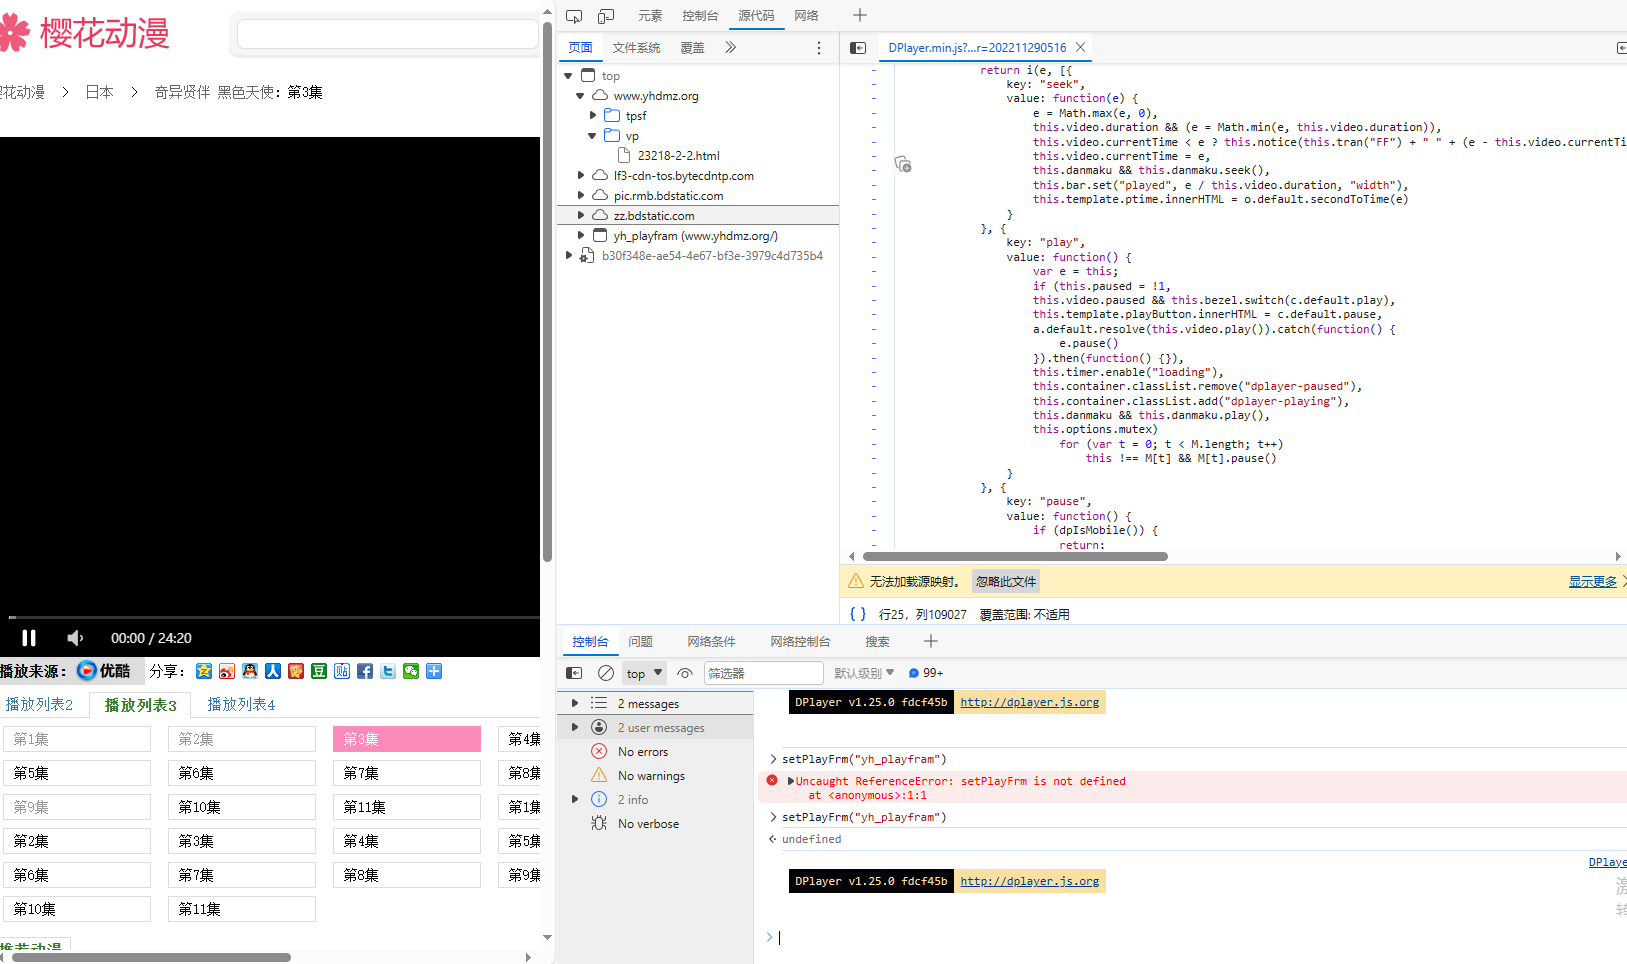 樱花动漫
花动漫 > 日本 > 奇异贤伴 黑色天使： 第3集
00:00 / 24:20
播放来源： 优酷 分享：
播放列表2 播放列表3 播放列表4
第1集 第2集 第3集 第4集
第5集 第6集 第7集 第8集
第9集 第10集 第11集 第1集
第2集 第3集 第4集 第5集
第6集 第7集 第8集 第9集
第10集 第11集
推荐动漫
元素 控制台 源代码 网络
页面 文件系统 覆盖
top
www.yhdmz.org
tpsf
vp
23218-2-2.html
lf3-cdn-tos.bytecdntp.com
pic.rmb.bdstatic.com
zz.bdstatic.com
yh_playfram (www.yhdmz.org/)
b30f348e-ae54-4e67-bf3e-3979c4d735b4
DPlayer.min.js?...r=202211290516
return i(e, [{
key: "seek",
value: function(e) {
e = Math.max(e, 0),
this.video.duration && (e = Math.min(e, this.video.duration)),
this.video.currentTime < e ? this.notice(this.tran("FF") + " " + (e - this.video.currentTi
this.video.currentTime = e,
this.danmaku && this.danmaku.seek(),
this.bar.set("played", e / this.video.duration, "width"),
this.template.ptime.innerHTML = o.default.secondToTime(e)
}
}, {
key: "play",
value: function() {
var e = this;
if (this.paused = !1,
this.video.paused && this.bezel.switch(c.default.play),
this.template.playButton.innerHTML = c.default.pause,
a.default.resolve(this.video.play()).catch(function() {
e.pause()
}).then(function() {}),
this.timer.enable("loading"),
this.container.classList.remove("dplayer-paused"),
this.container.classList.add("dplayer-playing"),
this.danmaku && this.danmaku.play(),
this.options.mutex)
for (var t = 0; t < M.length; t++)
this !== M[t] && M[t].pause()
}
}, {
key: "pause",
value: function() {
if (dpIsMobile()) {
return;
无法加载源映射。 忽略此文件 显示更多
{ } 行25，列109027 覆盖范围: 不适用
控制台 问题 网络条件 网络控制台 搜索
top 筛选器 默认级别 99+
2 messages
2 user messages
No errors
No warnings
2 info
No verbose
DPlayer v1.25.0 fdcf45b http://dplayer.js.org
> setPlayFrm("yh_playfram")
Uncaught ReferenceError: setPlayFrm is not defined
at <anonymous>:1:1
> setPlayFrm("yh_playfram")
undefined
DPlaye
DPlayer v1.25.0 fdcf45b http://dplayer.js.org
激
转
>